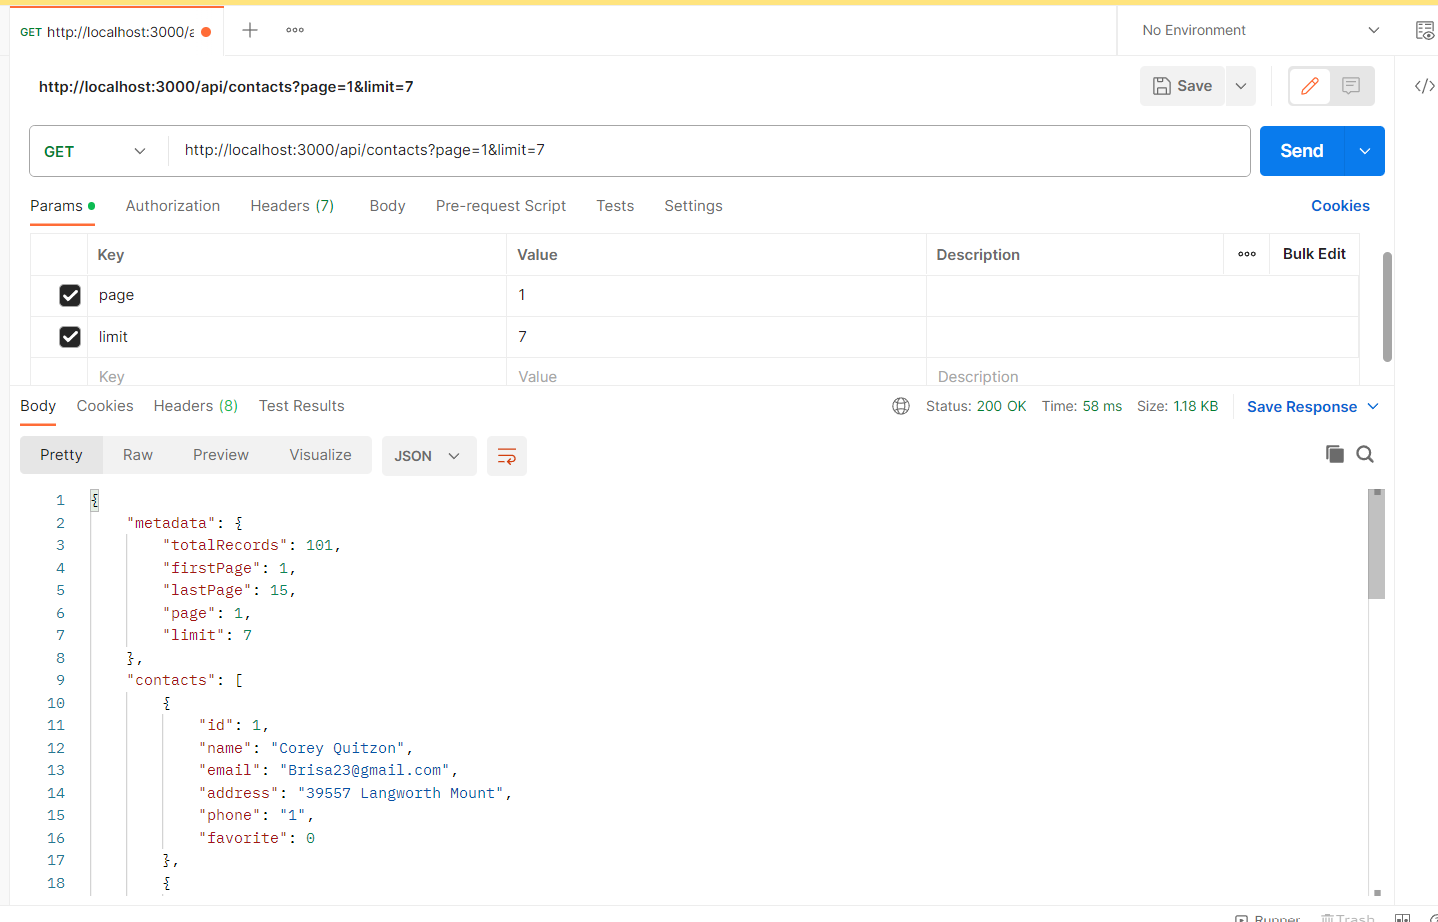 GET http://localhost:3000/a
No Environment
http://localhost:3000/api/contacts?page=1&limit=7
Save
GET
http://localhost:3000/api/contacts?page=1&limit=7
Send
Params Authorization Headers (7) Body Pre-request Script Tests Settings Cookies
Key Value Description Bulk Edit
page 1
limit 7
Key Value Description
Body Cookies Headers (8) Test Results Status: 200 OK Time: 58 ms Size: 1.18 KB Save Response
Pretty Raw Preview Visualize JSON
1 {
2 "metadata": {
3 "totalRecords": 101,
4 "firstPage": 1,
5 "lastPage": 15,
6 "page": 1,
7 "limit": 7
8 },
9 "contacts": [
10 {
11 "id": 1,
12 "name": "Corey Quitzon",
13 "email": "Brisa23@gmail.com",
14 "address": "39557 Langworth Mount",
15 "phone": "1",
16 "favorite": 0
17 },
18 {
Runner Trash